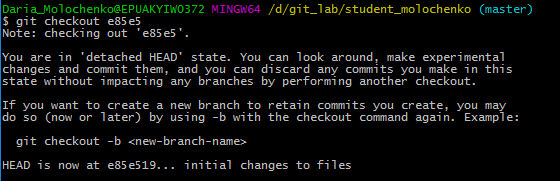 Daria_Molochenko@EPUAKYIW0372 MINGW64 /d/git_lab/student_molochenko (master)
$ git checkout e85e5
Note: checking out 'e85e5'.
You are in 'detached HEAD' state. You can look around, make experimental
changes and commit them, and you can discard any commits you make in this
state without impacting any branches by performing another checkout.
If you want to create a new branch to retain commits you create, you may
do so (now or later) by using -b with the checkout command again. Example:
git checkout -b <new-branch-name>
HEAD is now at e85e519... initial changes to files